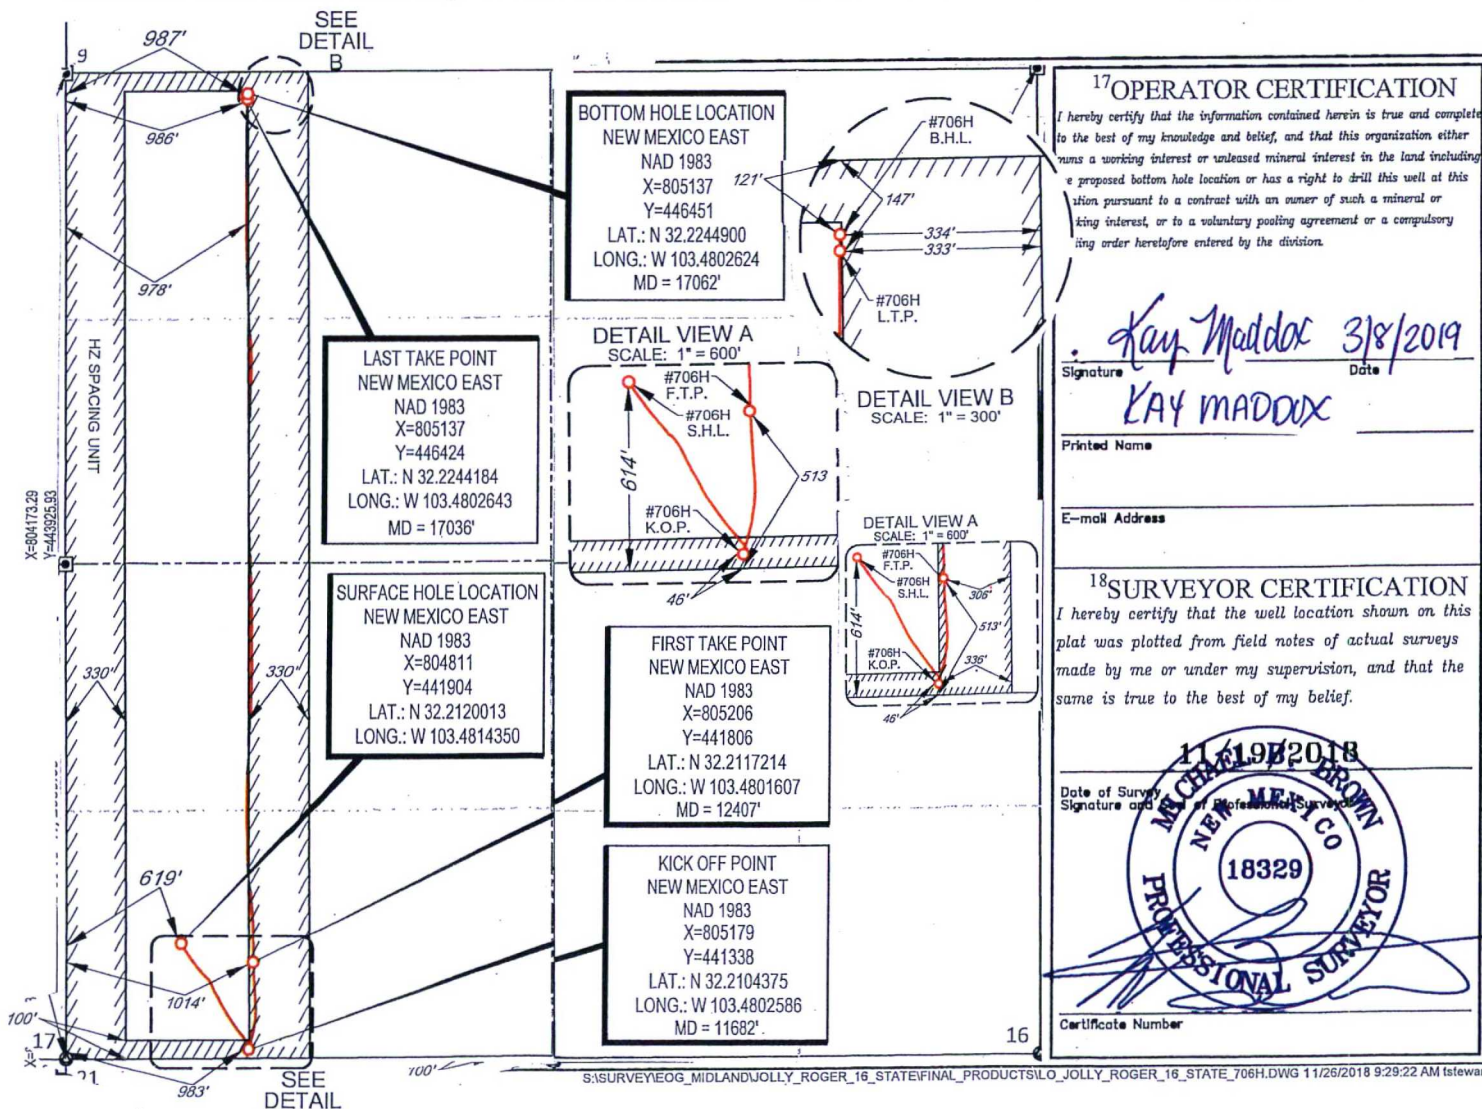 SEE
DETAIL
B
987'
9
986'
978'
HZ SPACING UNIT
X=804173.29
Y=443925.93
330'
330'
619'
1014'
100'
17
21
983'
SEE
DETAIL
100'
16
BOTTOM HOLE LOCATION
NEW MEXICO EAST
NAD 1983
X=805137
Y=446451
LAT.: N 32.2244900
LONG.: W 103.4802624
MD = 17062'
LAST TAKE POINT
NEW MEXICO EAST
NAD 1983
X=805137
Y=446424
LAT.: N 32.2244184
LONG.: W 103.4802643
MD = 17036'
SURFACE HOLE LOCATION
NEW MEXICO EAST
NAD 1983
X=804811
Y=441904
LAT.: N 32.2120013
LONG.: W 103.4814350
FIRST TAKE POINT
NEW MEXICO EAST
NAD 1983
X=805206
Y=441806
LAT.: N 32.2117214
LONG.: W 103.4801607
MD = 12407'
KICK OFF POINT
NEW MEXICO EAST
NAD 1983
X=805179
Y=441338
LAT.: N 32.2104375
LONG.: W 103.4802586
MD = 11682'
#706H
B.H.L.
121'
147'
334'
333'
#706H
L.T.P.
DETAIL VIEW B
SCALE: 1" = 300'
DETAIL VIEW A
SCALE: 1" = 600'
#706H
F.T.P.
#706H
S.H.L.
614'
513
#706H
K.O.P.
46'
DETAIL VIEW A
SCALE: 1" = 600'
#706H
F.T.P.
#706H
S.H.L.
306'
614'
513'
#706H
K.O.P.
336'
46'
17 OPERATOR CERTIFICATION
I hereby certify that the information contained herein is true and complete
to the best of my knowledge and belief, and that this organization either
a working interest or unleased mineral interest in the land including
proposed bottom hole location or has a right to drill this well at this
pursuant to a contract with an owner of such a mineral or
interest, or to a voluntary pooling agreement or a compulsory
order heretofore entered by the division.
Kay Maddox 3/8/2019
Signature Date
KAY MADDOX
Printed Name
E-mail Address
18 SURVEYOR CERTIFICATION
I hereby certify that the well location shown on this
plat was plotted from field notes of actual surveys
made by me or under my supervision, and that the
same is true to the best of my belief.
11/19/2018
Date of Survey
Signature and of Professional Surveyor
MICHAEL B. BROWN
NEW MEXICO
18329
PROFESSIONAL SURVEYOR
Certificate Number
S:\SURVEY\EOG_MIDLAND\JOLLY_ROGER_16_STATE\FINAL_PRODUCTS\LO_JOLLY_ROGER_16_STATE_706H.DWG 11/26/2018 9:29:22 AM tstewar